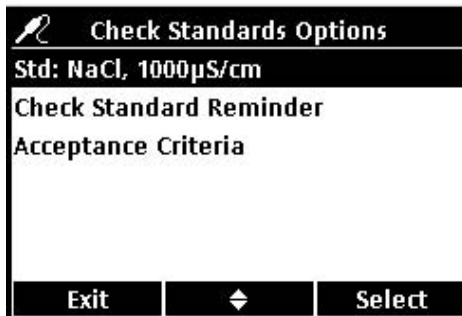 Check Standards Options
Std: NaCl, 1000µS/cm
Check Standard Reminder
Acceptance Criteria
Exit Select